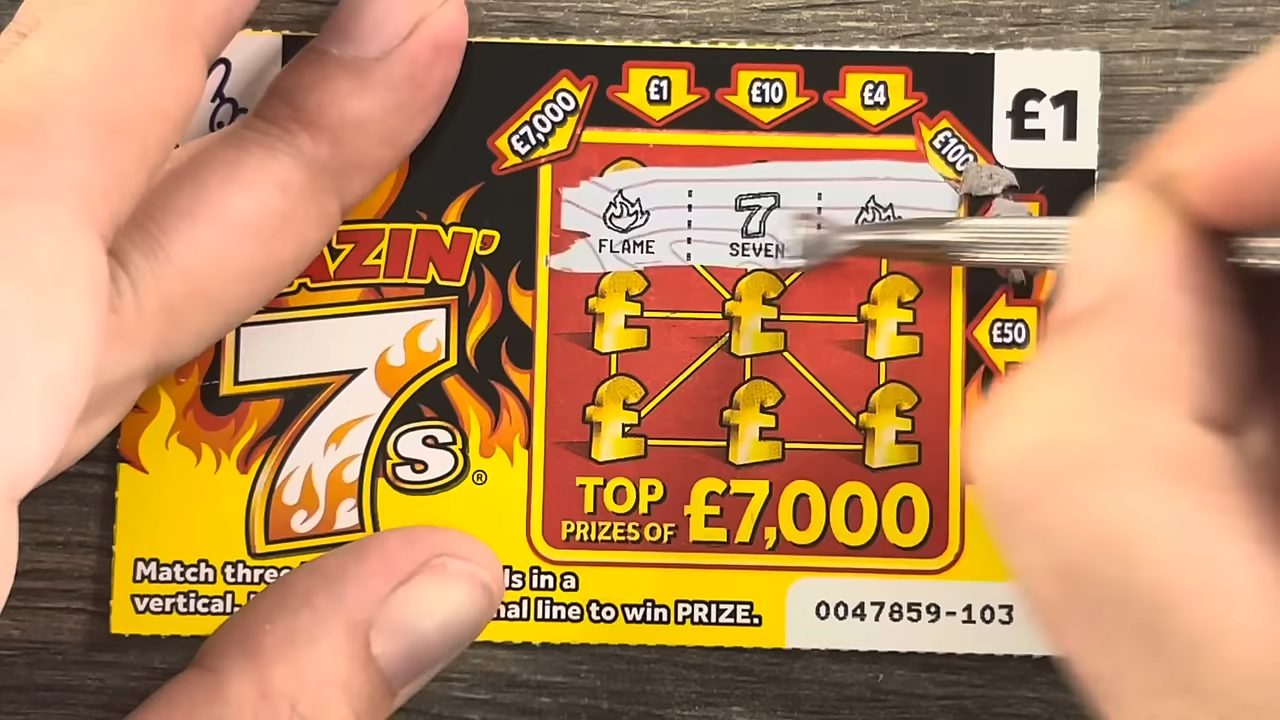 £1 £10 £4
£7,000
£100
£1
FLAME SEVEN
£ £ £
£50
AZIN'
7s®
£ £ £
TOP
PRIZES OF £7,000
Match three ls in a
vertical- nal line to win PRIZE.
0047859-103